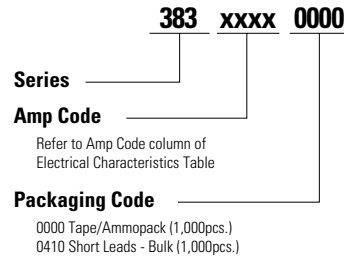 383 xxxx 0000
Series
Amp Code
Refer to Amp Code column of
Electrical Characteristics Table
Packaging Code
0000 Tape/Ammopack (1,000pcs.)
0410 Short Leads - Bulk (1,000pcs.)